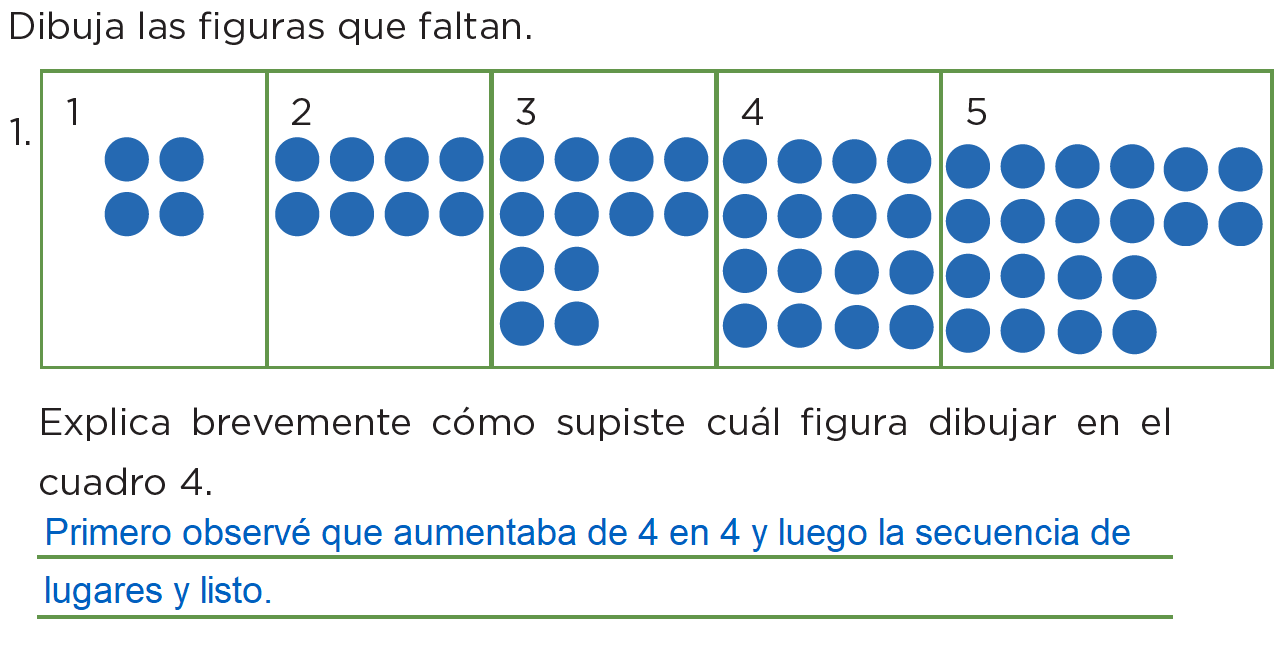 Dibuja las figuras que faltan.
1. 1 2 3 4 5
Explica brevemente cómo supiste cuál figura dibujar en el
cuadro 4.
Primero observé que aumentaba de 4 en 4 y luego la secuencia de
lugares y listo.